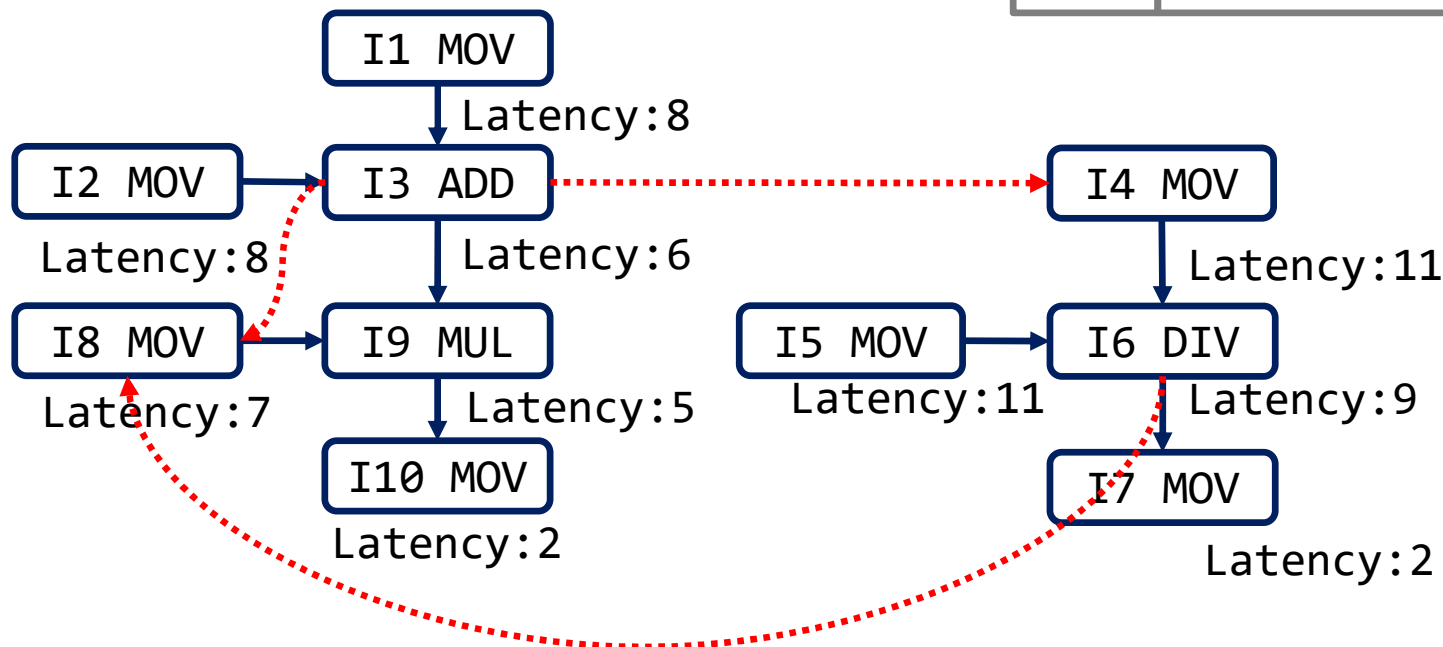 I1 MOV
Latency:8
I2 MOV
I3 ADD
I4 MOV
Latency:8
Latency:6
Latency:11
I8 MOV
I9 MUL
I5 MOV
I6 DIV
Latency:7
Latency:5
Latency:11
Latency:9
I10 MOV
I7 MOV
Latency:2
Latency:2